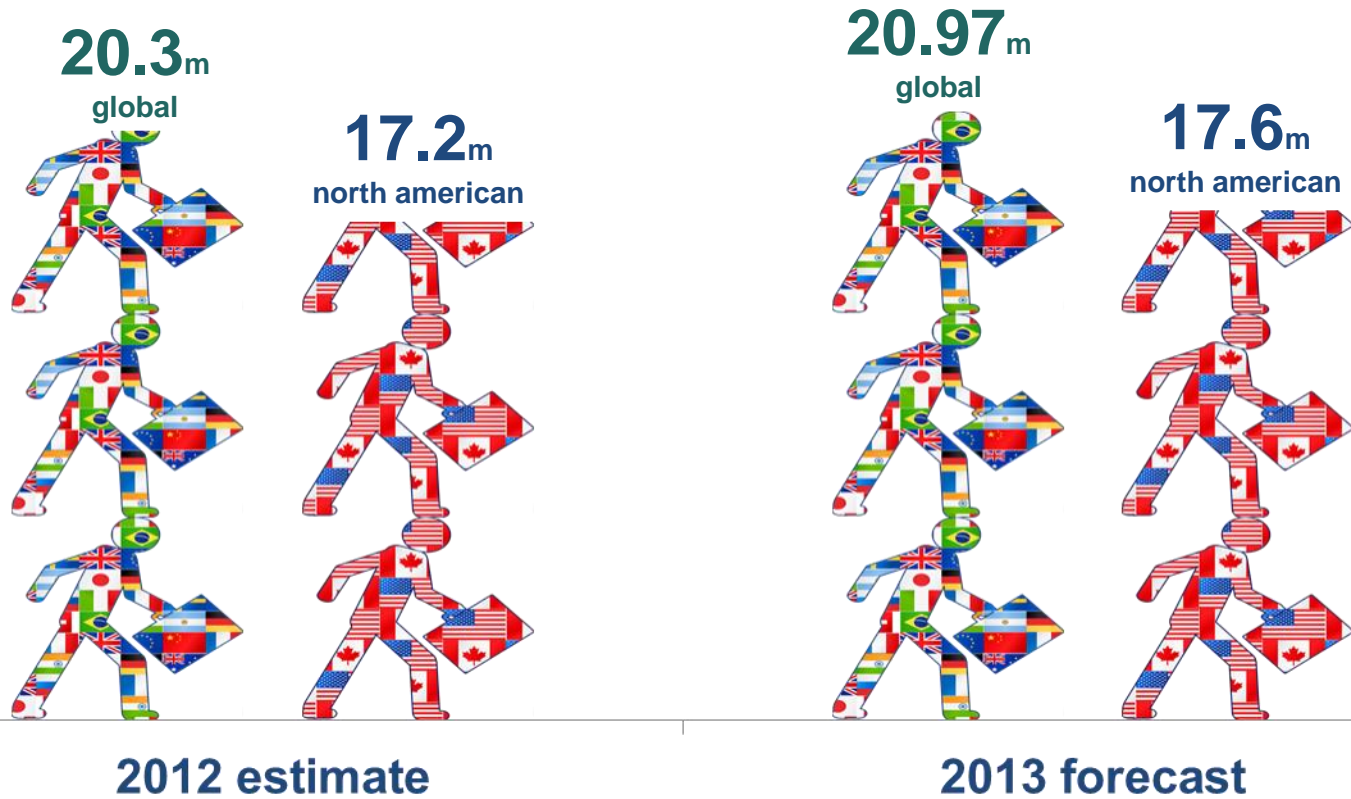 20.3m
global
17.2m
north american
20.97m
global
17.6m
north american
2012 estimate
2013 forecast